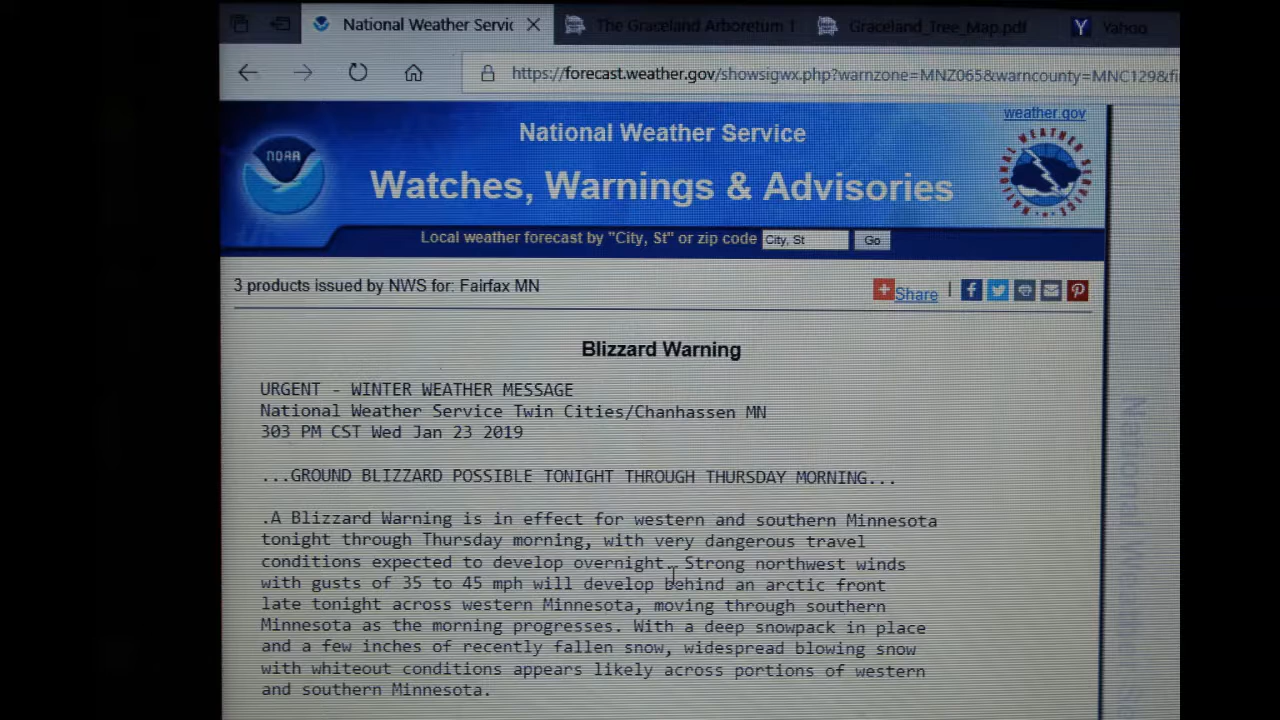 National Weather Servic
The Graceland Arboretum
Graceland_Tree_Map.pdf
Yahoo
https://forecast.weather.gov/showsigwx.php?warnzone=MNZ065&warncounty=MNC129&fi
weather.gov
NOAA
National Weather Service
NATIONAL WEATHER SERVICE
Watches, Warnings & Advisories
Local weather forecast by "City, St" or zip code City, St Go
3 products issued by NWS for: Fairfax MN
Share |
Blizzard Warning
URGENT - WINTER WEATHER MESSAGE
National Weather Service Twin Cities/Chanhassen MN
303 PM CST Wed Jan 23 2019
...GROUND BLIZZARD POSSIBLE TONIGHT THROUGH THURSDAY MORNING...
.A Blizzard Warning is in effect for western and southern Minnesota
tonight through Thursday morning, with very dangerous travel
conditions expected to develop overnight. Strong northwest winds
with gusts of 35 to 45 mph will develop behind an arctic front
late tonight across western Minnesota, moving through southern
Minnesota as the morning progresses. With a deep snowpack in place
and a few inches of recently fallen snow, widespread blowing snow
with whiteout conditions appears likely across portions of western
and southern Minnesota.
National Weather Se